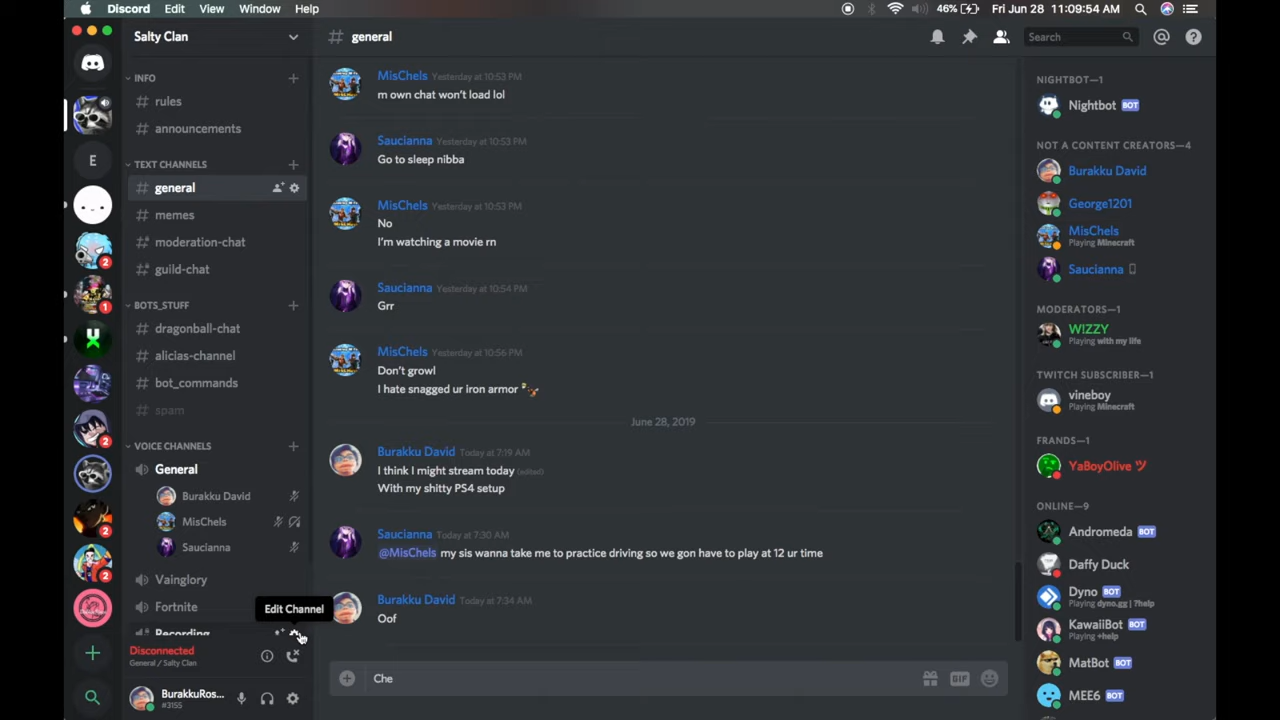 Discord Edit View Window Help 46% Fri Jun 28 11:09:54 AM
Salty Clan
# general
Search
INFO
# rules
# announcements
TEXT CHANNELS
# general
# memes
# moderation-chat
# guild-chat
BOTS_STUFF
# dragonball-chat
# alicias-channel
# bot_commands
# spam
VOICE CHANNELS
General
Burakku David
MisChels
Saucianna
Vainglory
Fortnite
Edit Channel
Recording
Disconnected
General / Salty Clan
BurakkuRos...
#3155
E
2
1
2
2
2
MisChels Yesterday at 10:53 PM
m own chat won't load lol
Saucianna Yesterday at 10:53 PM
Go to sleep nibba
MisChels Yesterday at 10:53 PM
No
I'm watching a movie rn
Saucianna Yesterday at 10:54 PM
Grr
MisChels Yesterday at 10:56 PM
Don't growl
I hate snagged ur iron armor
June 28, 2019
Burakku David Today at 7:19 AM
I think I might stream today (edited)
With my shitty PS4 setup
Saucianna Today at 7:30 AM
@MisChels my sis wanna take me to practice driving so we gon have to play at 12 ur time
Burakku David Today at 7:34 AM
Oof
Che
GIF
NIGHTBOT—1
Nightbot BOT
NOT A CONTENT CREATORS—4
Burakku David
George1201
MisChels
Playing Minecraft
Saucianna
MODERATORS—1
WIZZY
Playing with my life
TWITCH SUBSCRIBER—1
vineboy
Playing Minecraft
FRANDS—1
YaBoyOlive ツ
ONLINE—9
Andromeda BOT
Daffy Duck
Dyno BOT
Playing dyno.gg | ?help
KawaiiBot BOT
Playing +help
MatBot BOT
MEE6 BOT